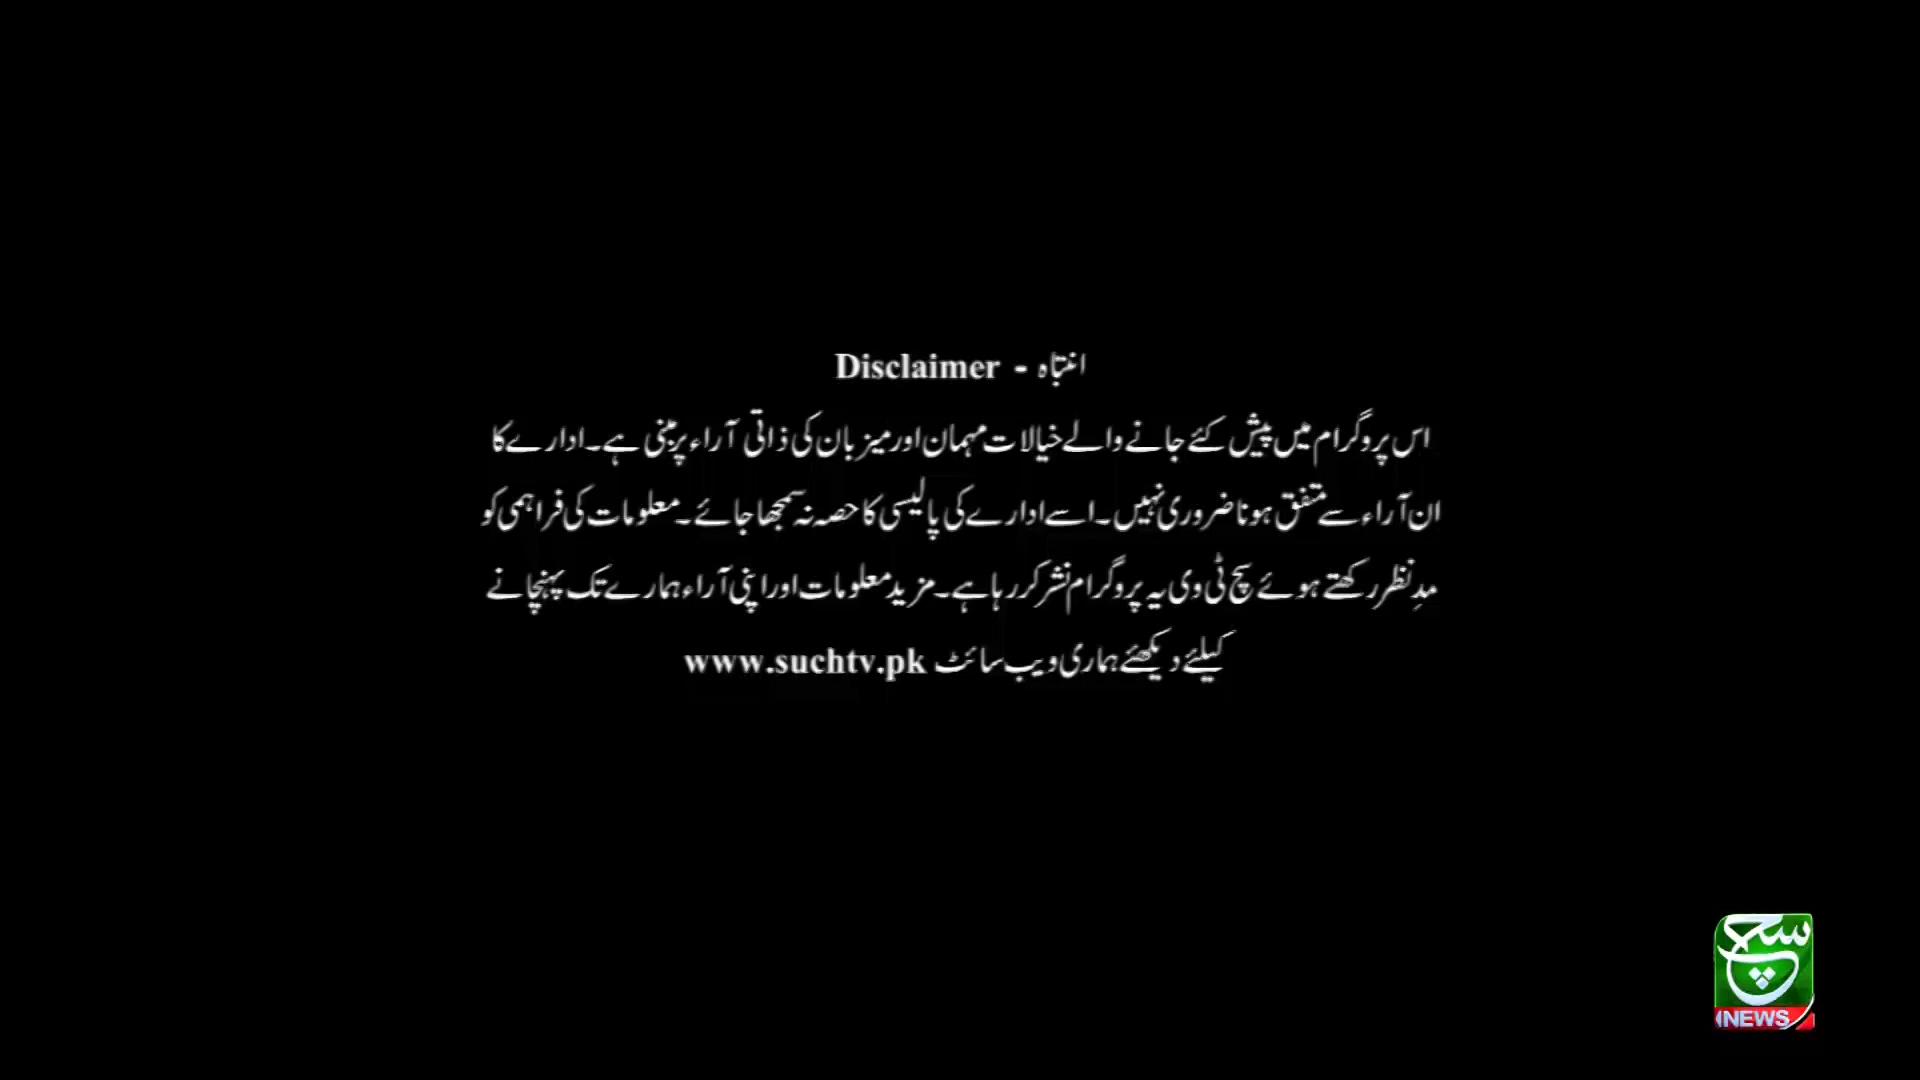 انتباہ - Disclaimer
اس پروگرام میں پیش کئے جانے والے خیالات مہمان اور میزبان کی ذاتی آراء پر مبنی ہے۔ ادارے کا
ان آراء سے متفق ہونا ضروری نہیں۔ اسے ادارے کی پالیسی کا حصہ نہ سمجھا جائے۔ معلومات کی فراہمی کو
مدِنظر رکھتے ہوئے سچ ٹی وی یہ پروگرام نشر کر رہا ہے۔ مزید معلومات اور اپنی آراء ہمارے تک پہنچانے
کیلئے دیکھئے ہماری ویب سائٹ www.suchtv.pk
سچ
NEWS